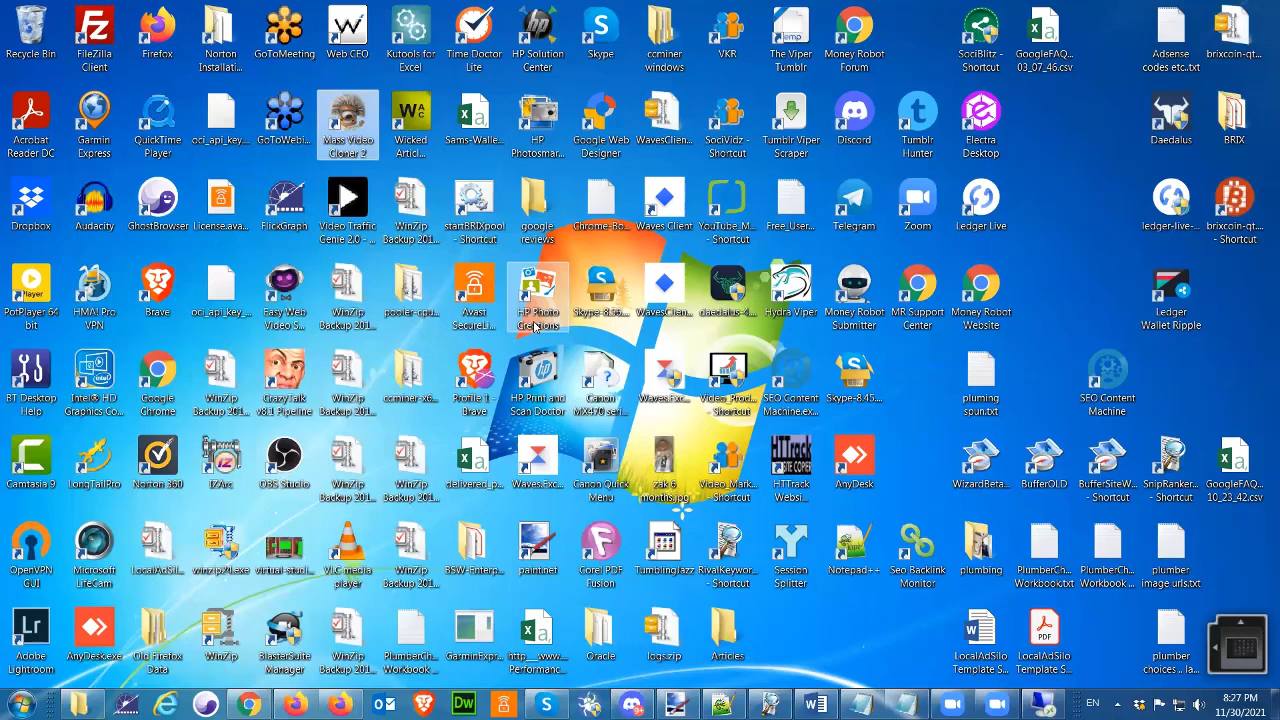 Recycle Bin
FileZilla
Client
Firefox
Norton
Installati...
GoToMeeting
Web CEO
Kutools for
Excel
Time Doctor
Lite
HP Solution
Center
Skype
ccminer
windows
VKR
The Viper
Tumblr
Money Robot
Forum
SociBlitz -
Shortcut
GoogleFAQ...
03_07_46.csv
Adsense
codes etc..txt
brixcoin-qt...
Acrobat
Reader DC
Garmin
Express
QuickTime
Player
oci_api_key_...
GoToWebi...
Mass Video
Cloner 2
Wicked
Articl...
Sams-Walle...
HP
Photosmar...
Google Web
Designer
WavesClien...
SociVidz -
Shortcut
Tumblr Viper
Scraper
Discord
Tumblr
Hunter
Electra
Desktop
Daedalus
BRIX
Dropbox
Audacity
GhostBrowser
License.ava...
FlickGraph
Video Traffic
Genie 2.0 - ...
WinZip
Backup 201...
startBRXpool
- Shortcut
google
reviews
Chrome-Bo...
Waves Client
YouTube_M...
- Shortcut
Free_User...
Telegram
Zoom
Ledger Live
ledger-live-...
brixcoin-qt...
- Shortcut
Player
PotPlayer 64
bit
HMA! Pro
VPN
Brave
oci_api_key_...
Easy Web
Video S...
WinZip
Backup 201...
pooler-cpu...
Avast
SecureLi...
HP Photo
Creations
Skype-8.56...
WavesClien...
daedalus-4...
Hydra Viper
Money Robot
Submitter
MR Support
Center
Money Robot
Website
Ledger
Wallet Ripple
BT Desktop
Help
Intel® HD
Graphics Co...
Google
Chrome
WinZip
Backup 201...
CrazyTalk
v8.1 Pipeline
WinZip
Backup 201...
ccminer-x6...
Profile 1 -
Brave
HP Print and
Scan Doctor
Canon
MX470 seri...
Waves.Exc...
Video_Prod...
- Shortcut
SEO Content
Machine.ex...
Skype-8.45....
pluming
spun.txt
SEO Content
Machine
Camtasia 9
LongTailPro
Norton 360
IZArc
OBS Studio
WinZip
Backup 201...
WinZip
Backup 201...
delivered_p...
Waves.Exc...
Canon Quick
Menu
zak 6
months.jpg
Video_Mark...
- Shortcut
HTTrack
Websi...
AnyDesk
WizardBeta...
BufferOLD
BufferSiteW...
- Shortcut
SnipRanker...
- Shortcut
GoogleFAQ...
10_23_42.csv
OpenVPN
GUI
Microsoft
LifeCam
LocalAdSil...
winzip21.exe
virtual-studi...
VLC media
player
WinZip
Backup 201...
BSW-Enterp...
paint.net
Corel PDF
Fusion
TumblingJazz
RivalKeywor...
- Shortcut
Session
Splitter
Notepad++
Seo Backlink
Monitor
plumbing
PlumberCh...
Workbook.txt
PlumberCh...
Workbook ...
plumber
image urls.txt
Lr
Adobe
Lightroom
AnyDesk.exe
Old Firefox
Data
WinZip
BlasterSuite
Manager
WinZip
Backup 201...
PlumberCh...
Workbook ...
GarminExpr...
http___www...
Performanc...
Oracle
logs.zip
Articles
LocalAdSilo
Template S...
PDF
LocalAdSilo
Template S...
plumber
choices .. la...
Dw
EN
8:27 PM
11/30/2021